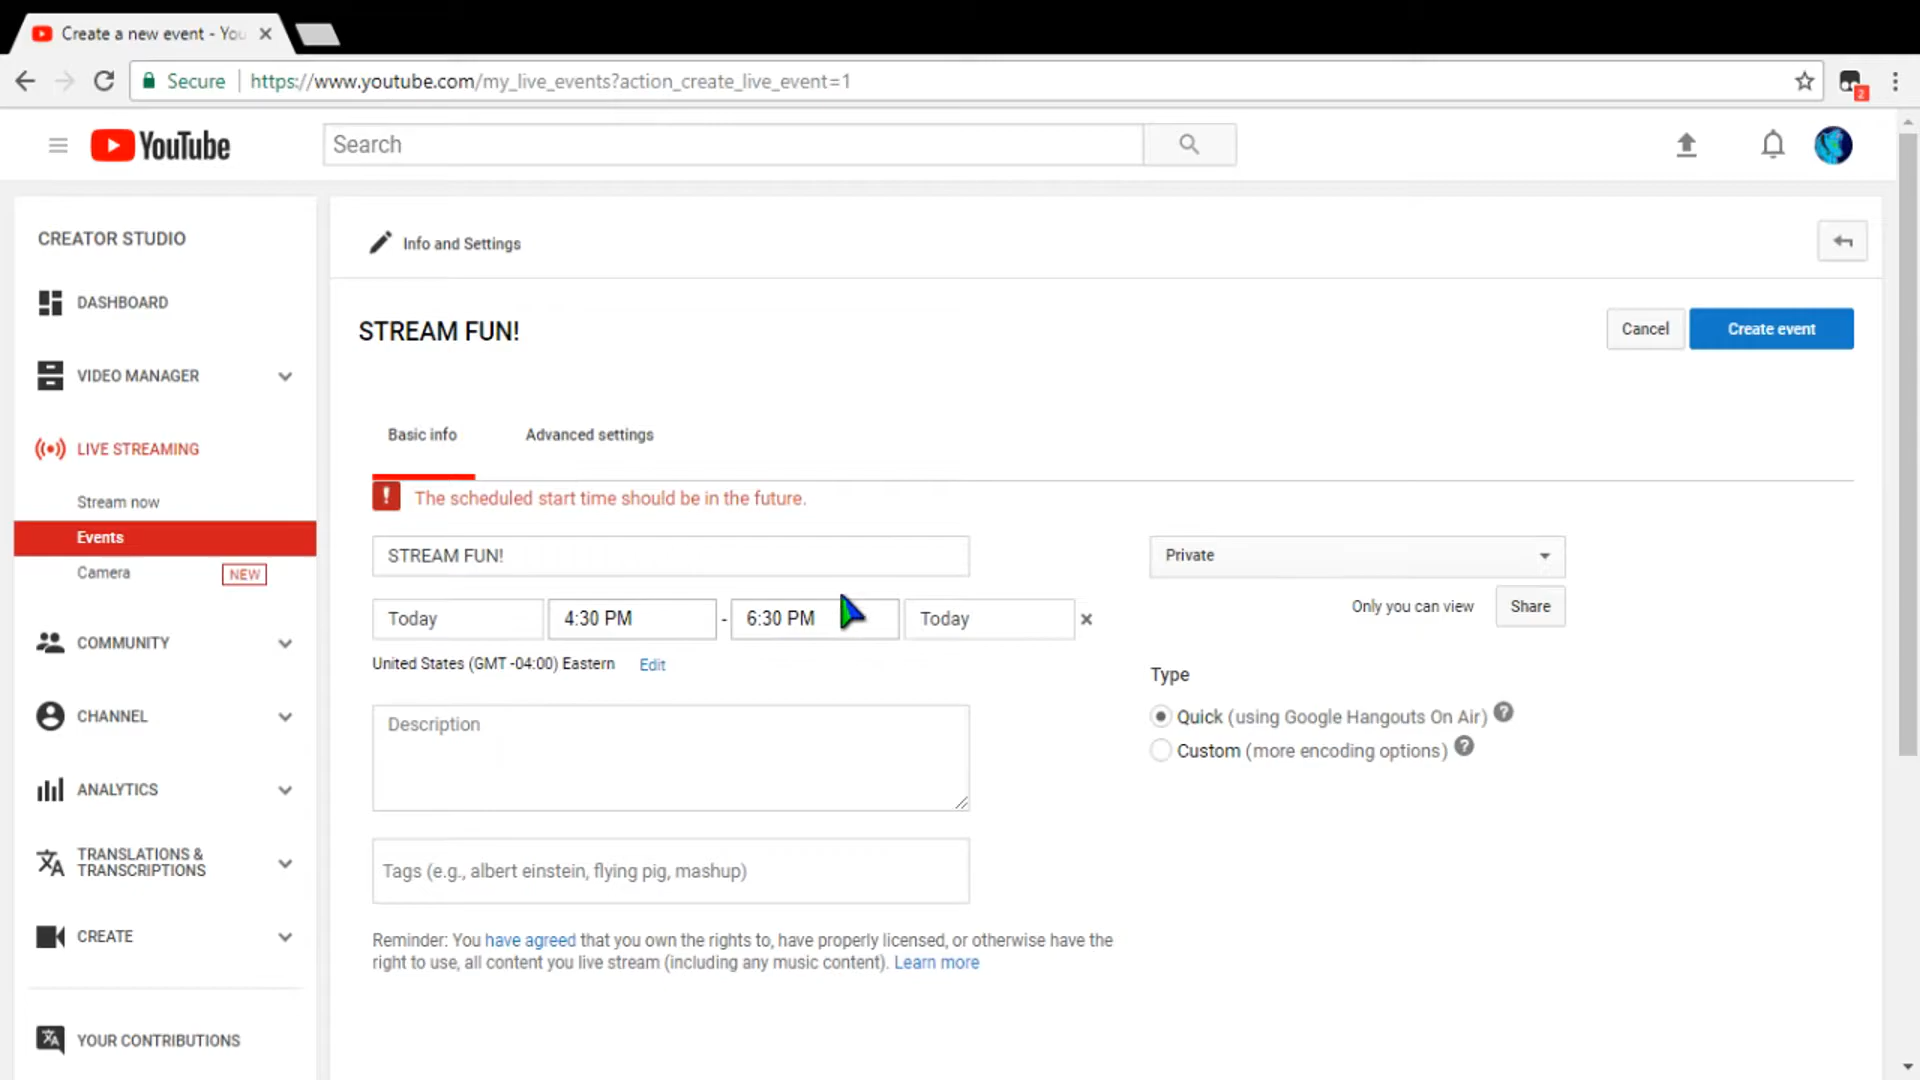 Create a new event - You
Secure
https://www.youtube.com/my_live_events?action_create_live_event=1
2
YouTube
Search
CREATOR STUDIO
DASHBOARD
VIDEO MANAGER
LIVE STREAMING
Stream now
Events
Camera
NEW
COMMUNITY
CHANNEL
ANALYTICS
TRANSLATIONS &
TRANSCRIPTIONS
CREATE
YOUR CONTRIBUTIONS
Info and Settings
STREAM FUN!
Cancel
Create event
Basic info
Advanced settings
! The scheduled start time should be in the future.
STREAM FUN!
Today
4:30 PM
-
6:30 PM
Today
United States (GMT -04:00) Eastern
Edit
Description
Tags (e.g., albert einstein, flying pig, mashup)
Reminder: You have agreed that you own the rights to, have properly licensed, or otherwise have the
right to use, all content you live stream (including any music content). Learn more
Private
Only you can view
Share
Type
Quick (using Google Hangouts On Air) ?
Custom (more encoding options) ?